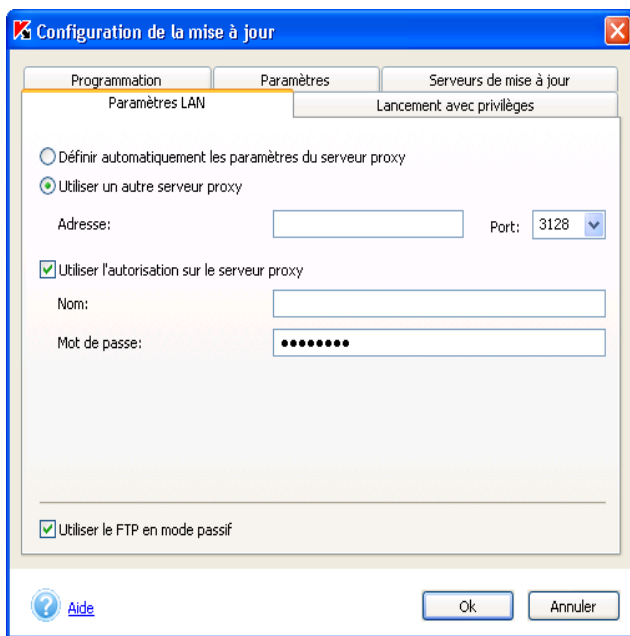 Configuration de la mise à jour
Programmation Paramètres Serveurs de mise à jour
Paramètres LAN Lancement avec privilèges
Définir automatiquement les paramètres du serveur proxy
Utiliser un autre serveur proxy
Adresse: Port: 3128
Utiliser l'autorisation sur le serveur proxy
Nom:
Mot de passe: ••••••••
Utiliser le FTP en mode passif
Aide Ok Annuler